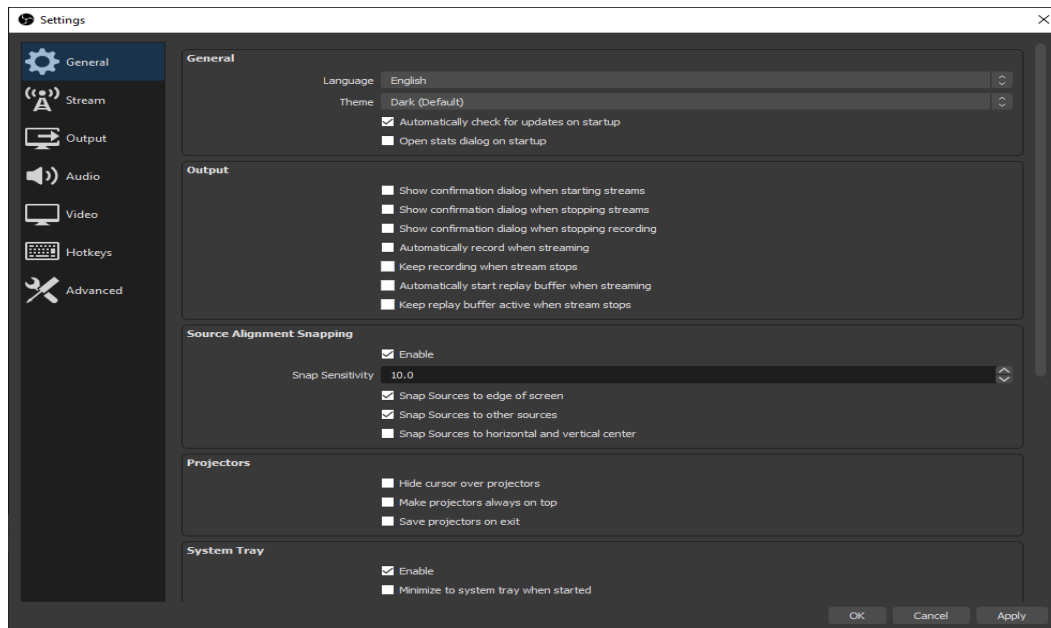 Settings
General
Stream
Output
Audio
Video
Hotkeys
Advanced
General
Language English
Theme Dark (Default)
Automatically check for updates on startup
Open stats dialog on startup
Output
Show confirmation dialog when starting streams
Show confirmation dialog when stopping streams
Show confirmation dialog when stopping recording
Automatically record when streaming
Keep recording when stream stops
Automatically start replay buffer when streaming
Keep replay buffer active when stream stops
Source Alignment Snapping
Enable
Snap Sensitivity 10.0
Snap Sources to edge of screen
Snap Sources to other sources
Snap Sources to horizontal and vertical center
Projectors
Hide cursor over projectors
Make projectors always on top
Save projectors on exit
System Tray
Enable
Minimize to system tray when started
OK Cancel Apply